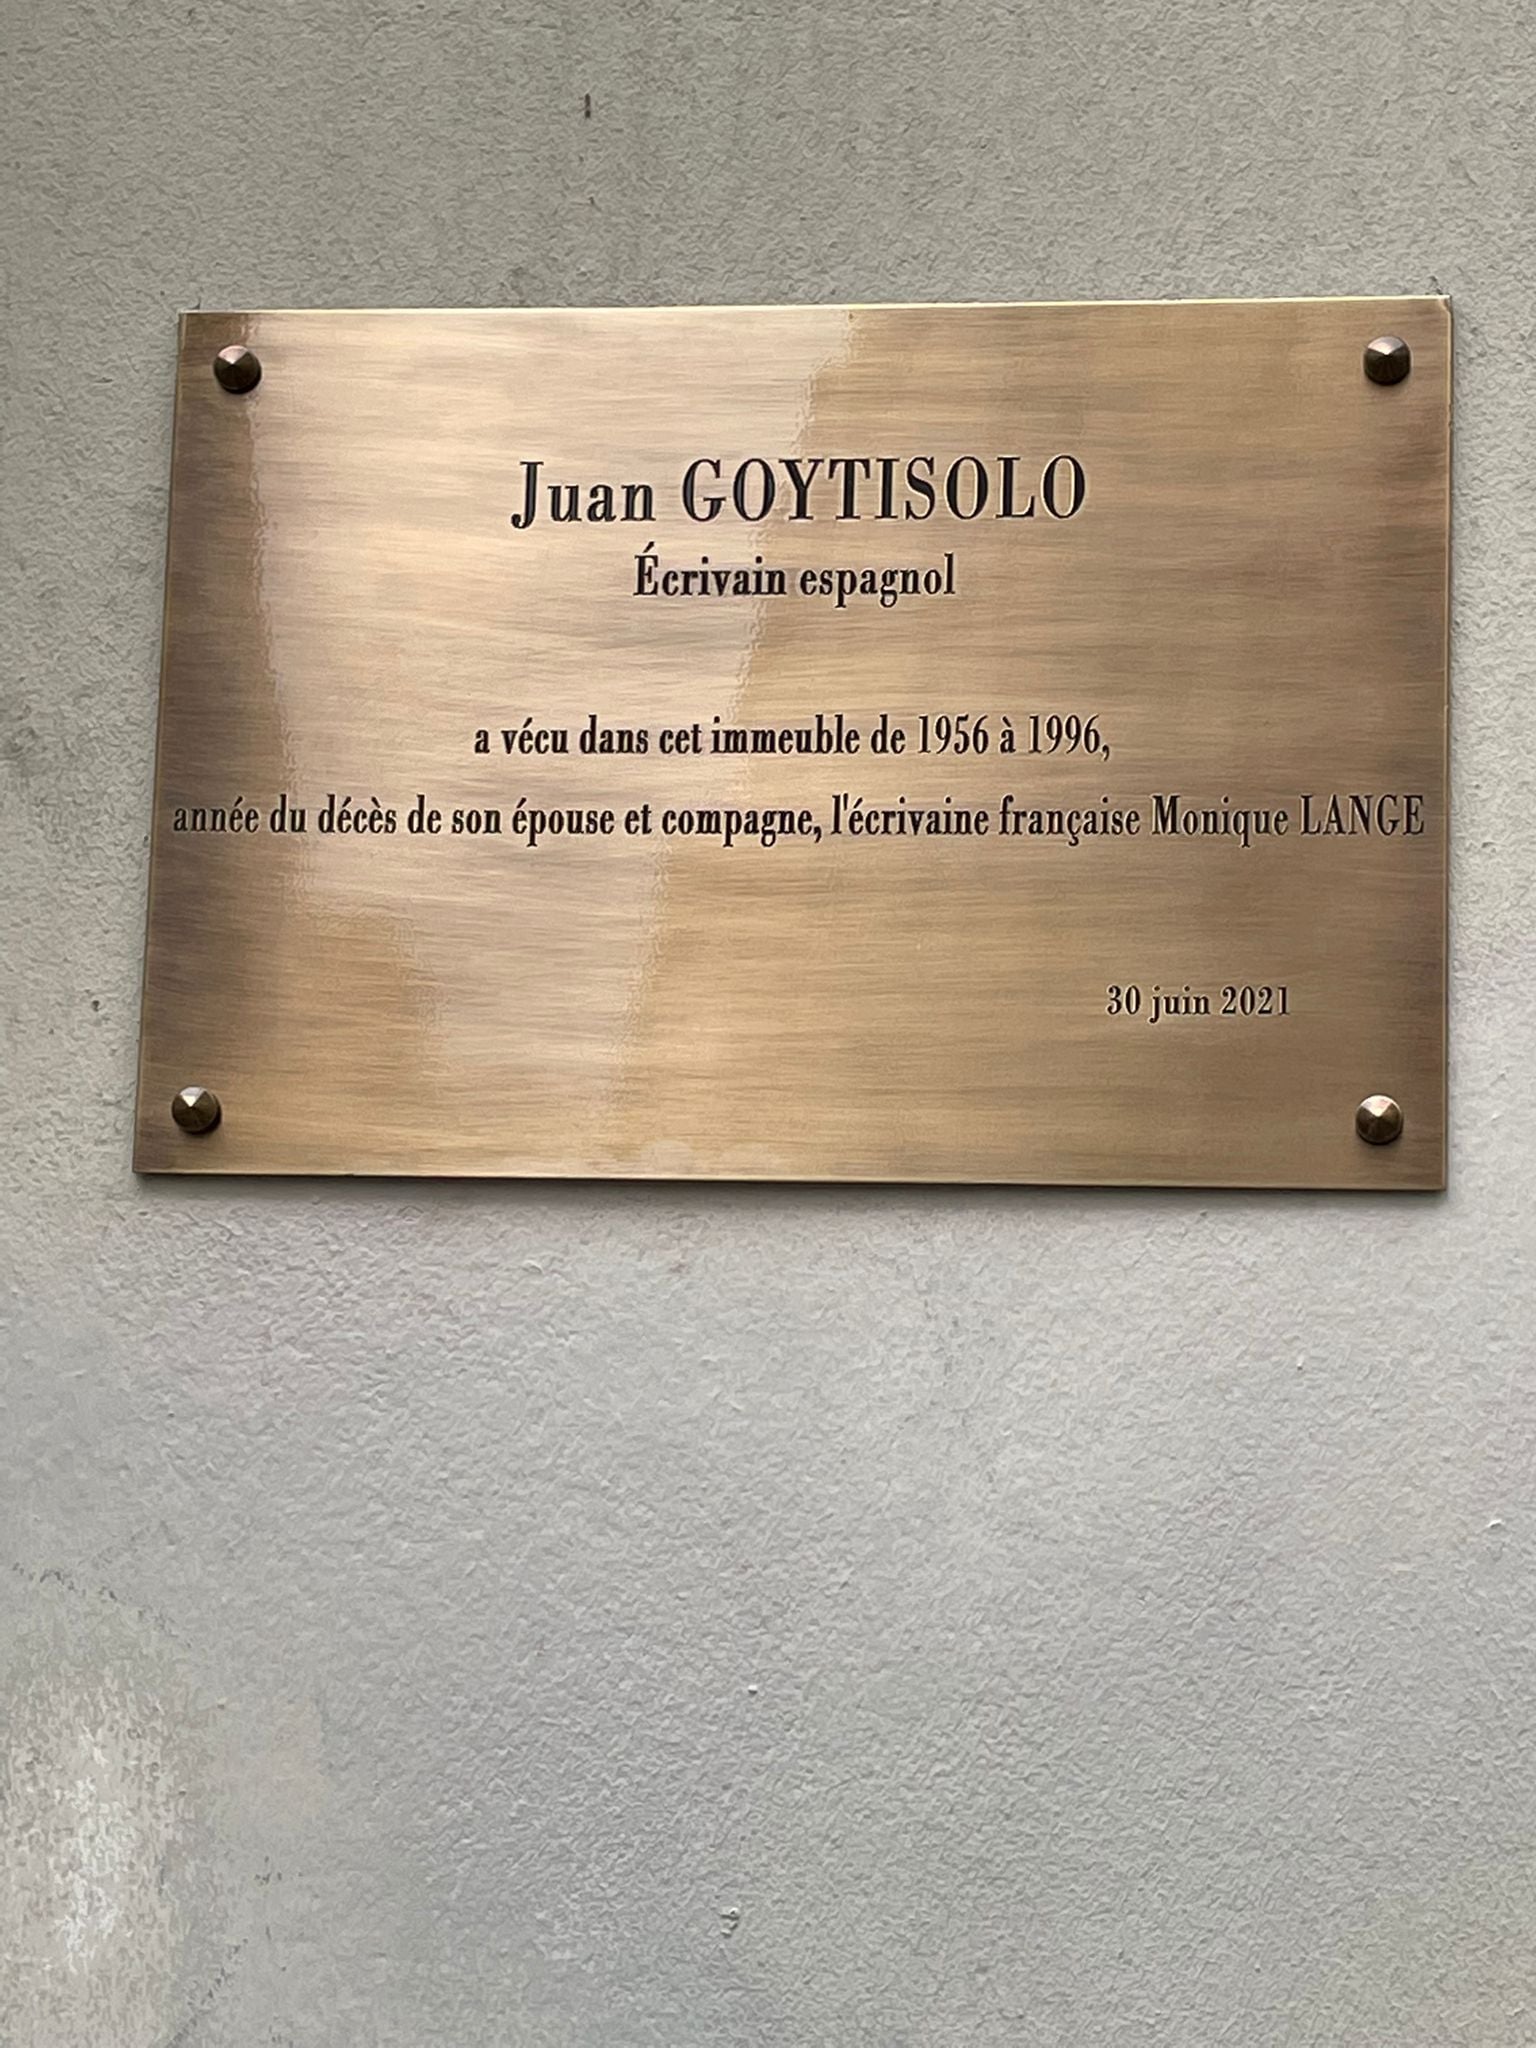 Juan GOYTISOLO
Écrivain espagnol
a vécu dans cet immeuble de 1956 à 1996,
année du décès de son épouse et compagne, l'écrivaine française Monique LANGE
30 juin 2021